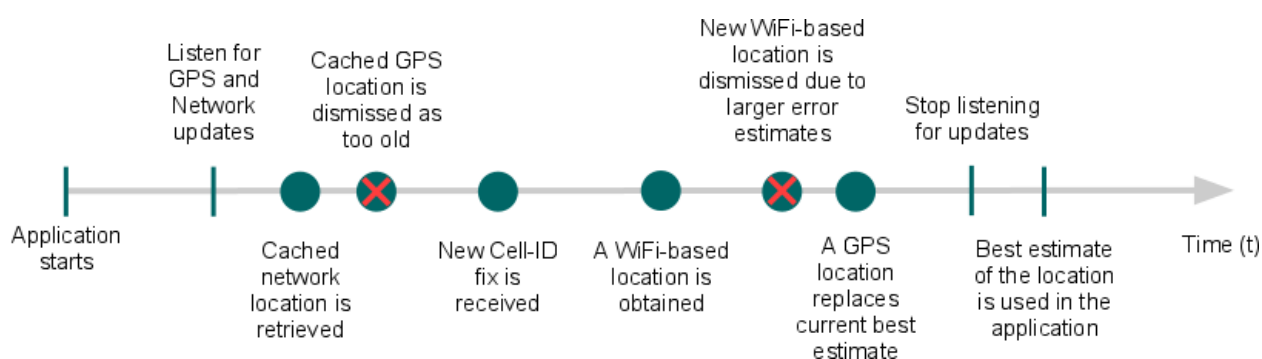 Listen for
GPS and
Network
updates
Cached GPS
location is
dismissed as
too old
New WiFi-based
location is
dismissed due to
larger error
estimates
Stop listening
for updates
Application
starts
Cached
network
location is
retrieved
New Cell-ID
fix is
received
A WiFi-based
location is
obtained
A GPS
location
replaces
current best
estimate
Best estimate
of the location
is used in the
application
Time (t)